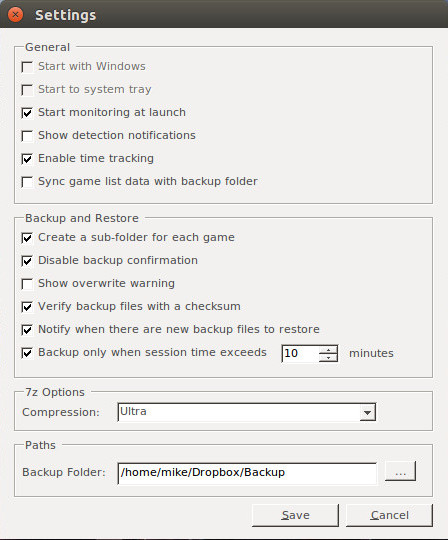 Settings
General
Start with Windows
Start to system tray
Start monitoring at launch
Show detection notifications
Enable time tracking
Sync game list data with backup folder
Backup and Restore
Create a sub-folder for each game
Disable backup confirmation
Show overwrite warning
Verify backup files with a checksum
Notify when there are new backup files to restore
Backup only when session time exceeds 10 minutes
7z Options
Compression: Ultra
Paths
Backup Folder: /home/mike/Dropbox/Backup ...
Save Cancel